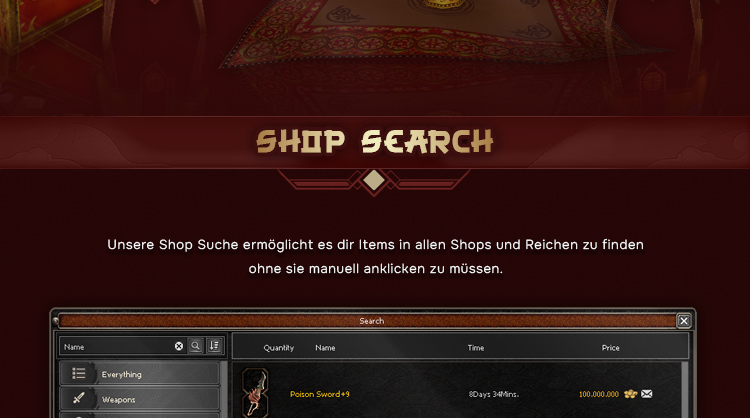 SHOP SEARCH
Unsere Shop Suche ermöglicht es dir Items in allen Shops und Reichen zu finden
ohne sie manuell anklicken zu müssen.
Search
Name
Quantity Name Time Price
Everything
Poison Sword+9 8Days 34Mins. 100.000.000
Weapons